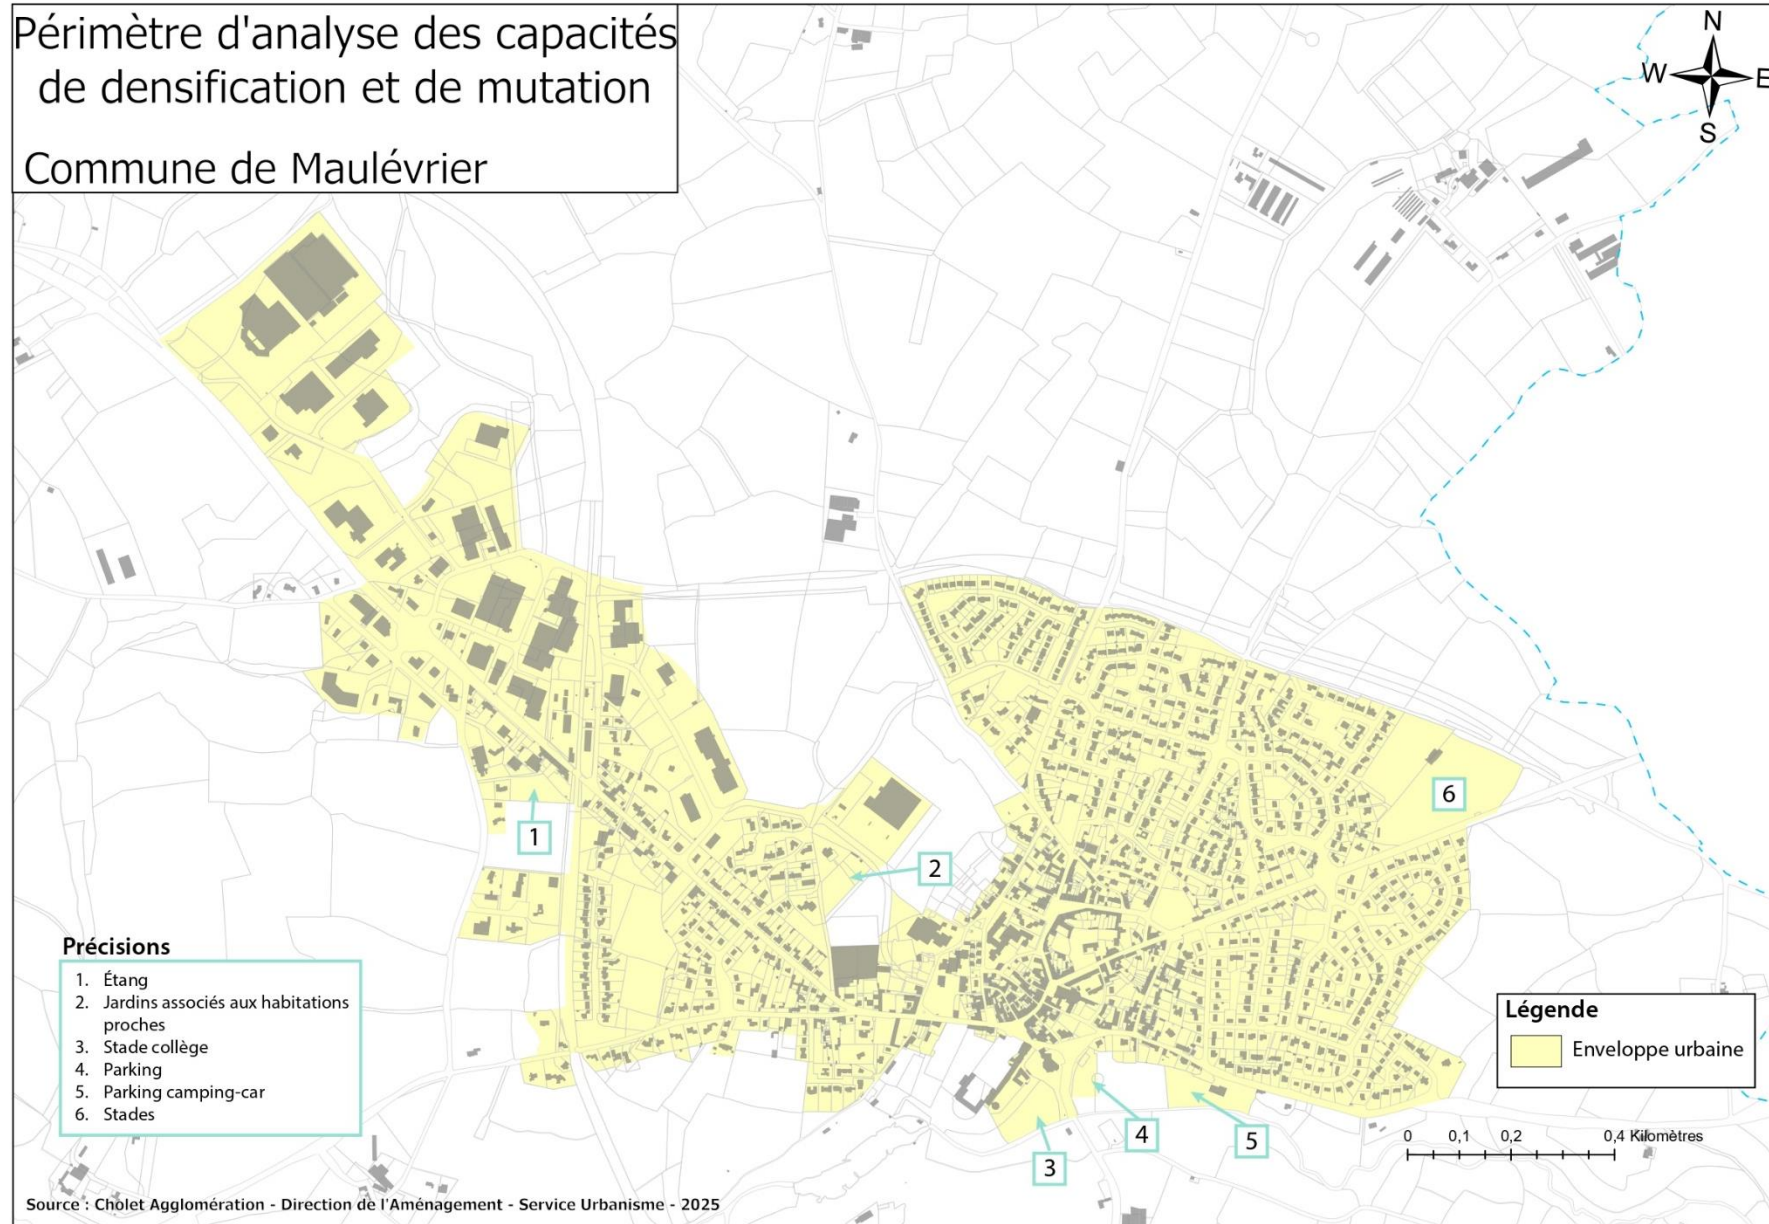 Périmètre d'analyse des capacités
de densification et de mutation
Commune de Maulévrier
N
W
E
S
1
2
3
4
5
6
Précisions
1. Étang
2. Jardins associés aux habitations
proches
3. Stade collège
4. Parking
5. Parking camping-car
6. Stades
Légende
Enveloppe urbaine
0 0,1 0,2 0,4 Kilomètres
Source : Cholet Agglomération - Direction de l'Aménagement - Service Urbanisme - 2025